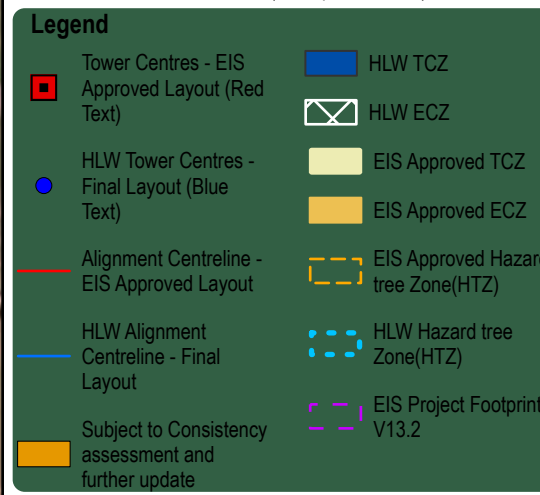 Legend
Tower Centres - EIS
Approved Layout (Red
Text)
HLW Tower Centres -
Final Layout (Blue
Text)
Alignment Centreline -
EIS Approved Layout
HLW Alignment
Centreline - Final
Layout
Subject to Consistency
assessment and
further update
HLW TCZ
HLW ECZ
EIS Approved TCZ
EIS Approved ECZ
EIS Approved Hazard
tree Zone(HTZ)
HLW Hazard tree
Zone(HTZ)
EIS Project Footprint
V13.2